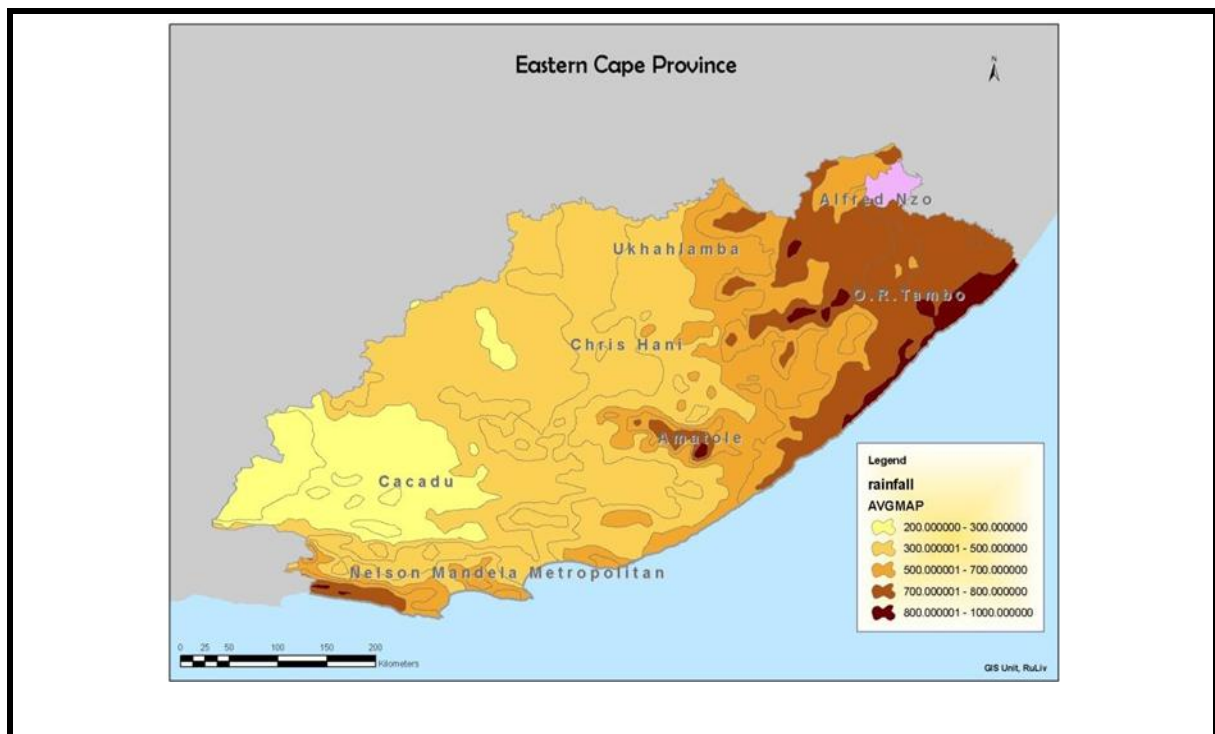 Eastern Cape Province
N
Alfred Nzo
Ukhahlamba
O.R.Tambo
Chris Hani
Amatole
Cacadu
Nelson Mandela Metropolitan
Legend
rainfall
AVGMAP
200.000000 - 300.000000
300.000001 - 500.000000
500.000001 - 700.000000
700.000001 - 800.000000
800.000001 - 1000.000000
0 25 50 100 150 200
Kilometers
GIS Unit, RuLiv